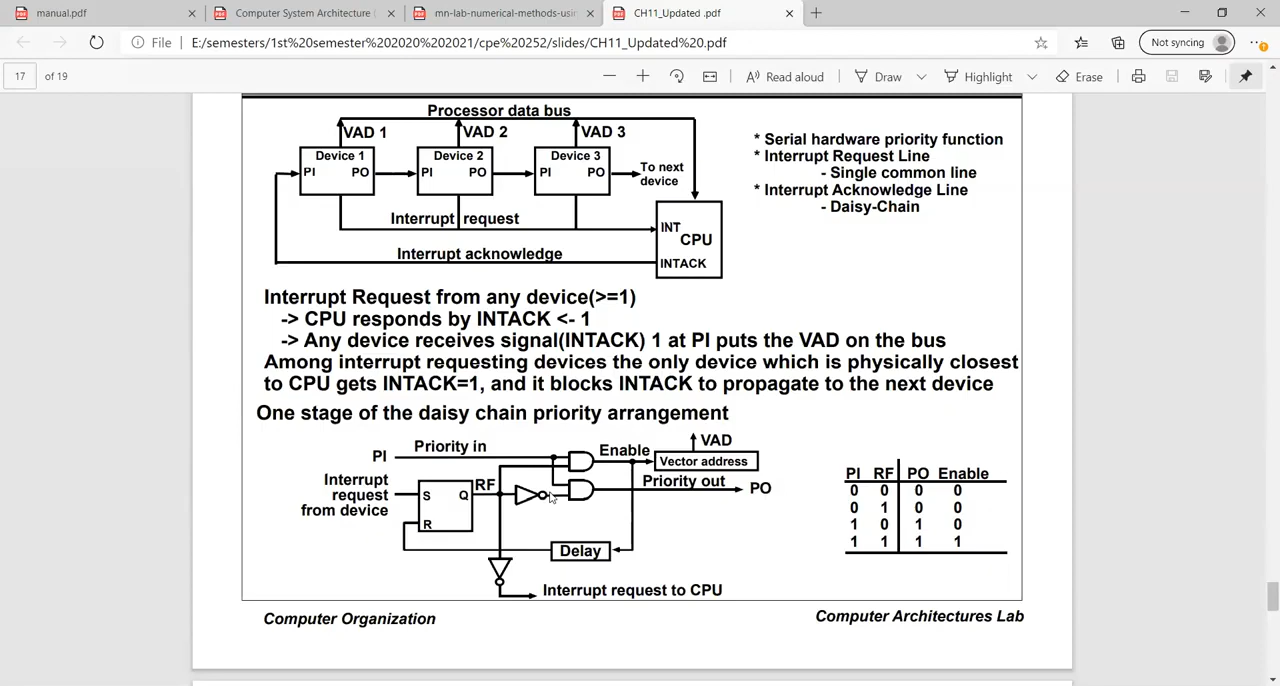 manual.pdf
Computer System Architecture (
mn-lab-numerical-methods-usin
CH11_Updated .pdf
File
E:/semesters/1st%20semester%202020%202021/cpe%20252/slides/CH11_Updated%20.pdf
Not syncing
17 of 19
Read aloud
Draw
Highlight
Erase
Processor data bus
VAD 1
VAD 2
VAD 3
Device 1
PI PO
Device 2
PI PO
Device 3
PI PO
To next
device
Interrupt request
Interrupt acknowledge
INT
CPU
INTACK
* Serial hardware priority function
* Interrupt Request Line
- Single common line
* Interrupt Acknowledge Line
- Daisy-Chain
Interrupt Request from any device(>=1)
-> CPU responds by INTACK <- 1
-> Any device receives signal(INTACK) 1 at PI puts the VAD on the bus
Among interrupt requesting devices the only device which is physically closest
to CPU gets INTACK=1, and it blocks INTACK to propagate to the next device
One stage of the daisy chain priority arrangement
PI
Priority in
Enable
VAD
Vector address
Interrupt
request
from device
S Q
R
RF
Priority out
PO
Delay
Interrupt request to CPU
PI RF PO Enable
0 0 0 0
0 1 0 0
1 0 1 0
1 1 1 1
Computer Organization
Computer Architectures Lab